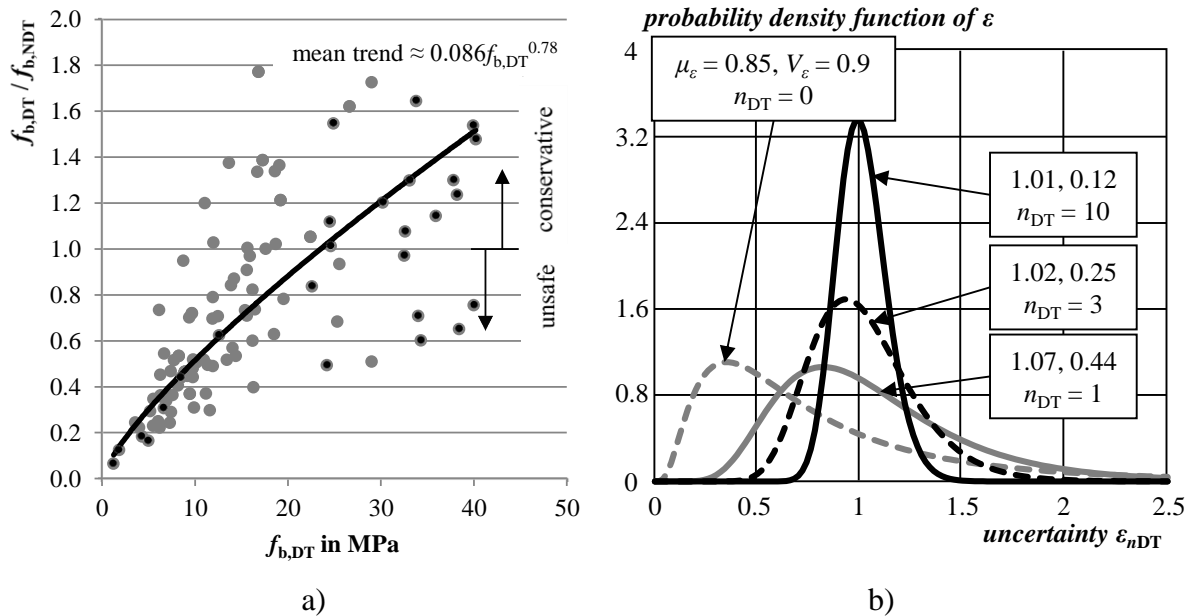 f_b,DT / f_b,NDT
2.0
1.8
1.6
1.4
1.2
1.0
0.8
0.6
0.4
0.2
0.0
mean trend ≈ 0.086f_b,DT^0.78
conservative
unsafe
0
10
20
30
40
50
f_b,DT in MPa
a)
probability density function of ε
4
3.2
2.4
1.6
0.8
0
μ_ε = 0.85, V_ε = 0.9
n_DT = 0
1.01, 0.12
n_DT = 10
1.02, 0.25
n_DT = 3
1.07, 0.44
n_DT = 1
0
0.5
1
1.5
2
2.5
uncertainty ε_nDT
b)